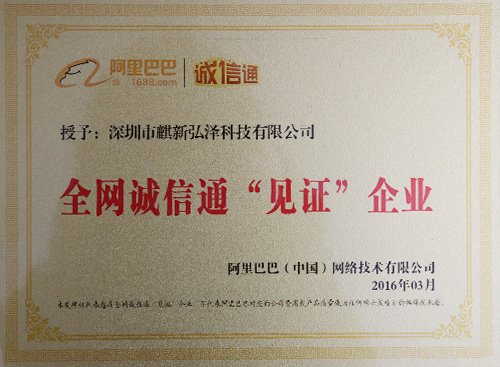 阿里巴巴
1688.com
诚信通
授予：深圳市麒新弘泽科技有限公司
全网诚信通“见证”企业
阿里巴巴（中国）网络技术有限公司
2016年03月